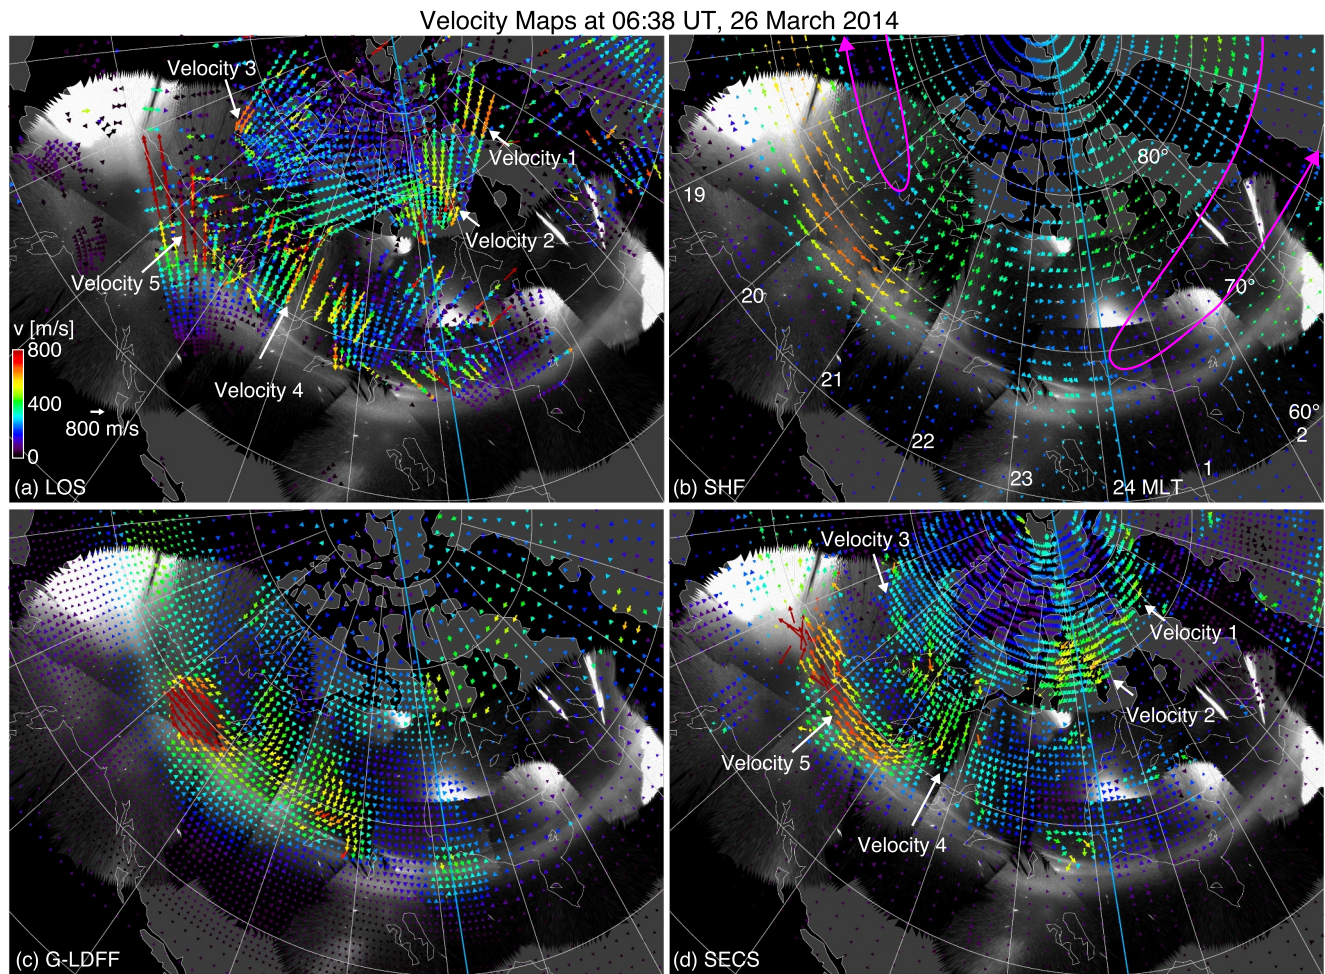 Velocity Maps at 06:38 UT, 26 March 2014
Velocity 3
Velocity 1
Velocity 2
Velocity 5
Velocity 4
v [m/s]
800
400
0
800 m/s
(a) LOS
80°
70°
60°
19
20
21
22
23
24 MLT
1
2
(b) SHF
(c) G-LDFF
Velocity 3
Velocity 1
Velocity 2
Velocity 5
Velocity 4
(d) SECS